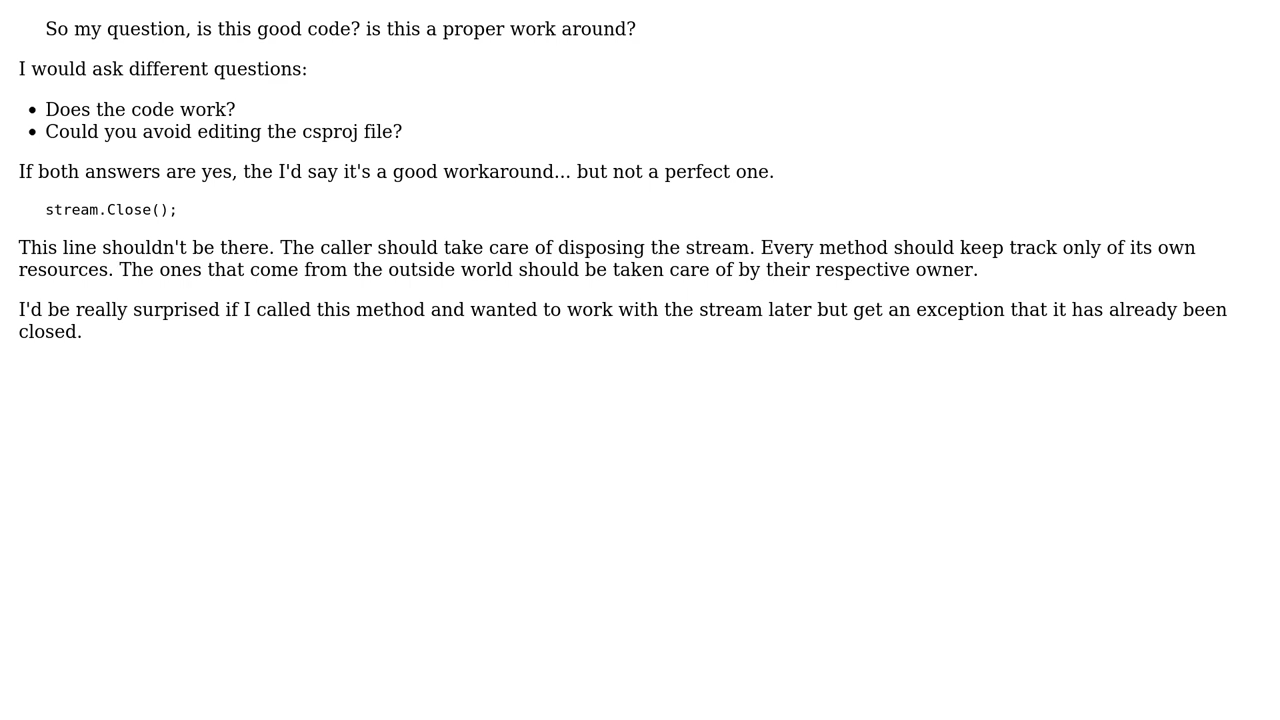 So my question, is this good code? is this a proper work around?
I would ask different questions:
• Does the code work?
• Could you avoid editing the csproj file?
If both answers are yes, the I'd say it's a good workaround... but not a perfect one.
stream.Close();
This line shouldn't be there. The caller should take care of disposing the stream. Every method should keep track only of its own
resources. The ones that come from the outside world should be taken care of by their respective owner.
I'd be really surprised if I called this method and wanted to work with the stream later but get an exception that it has already been
closed.